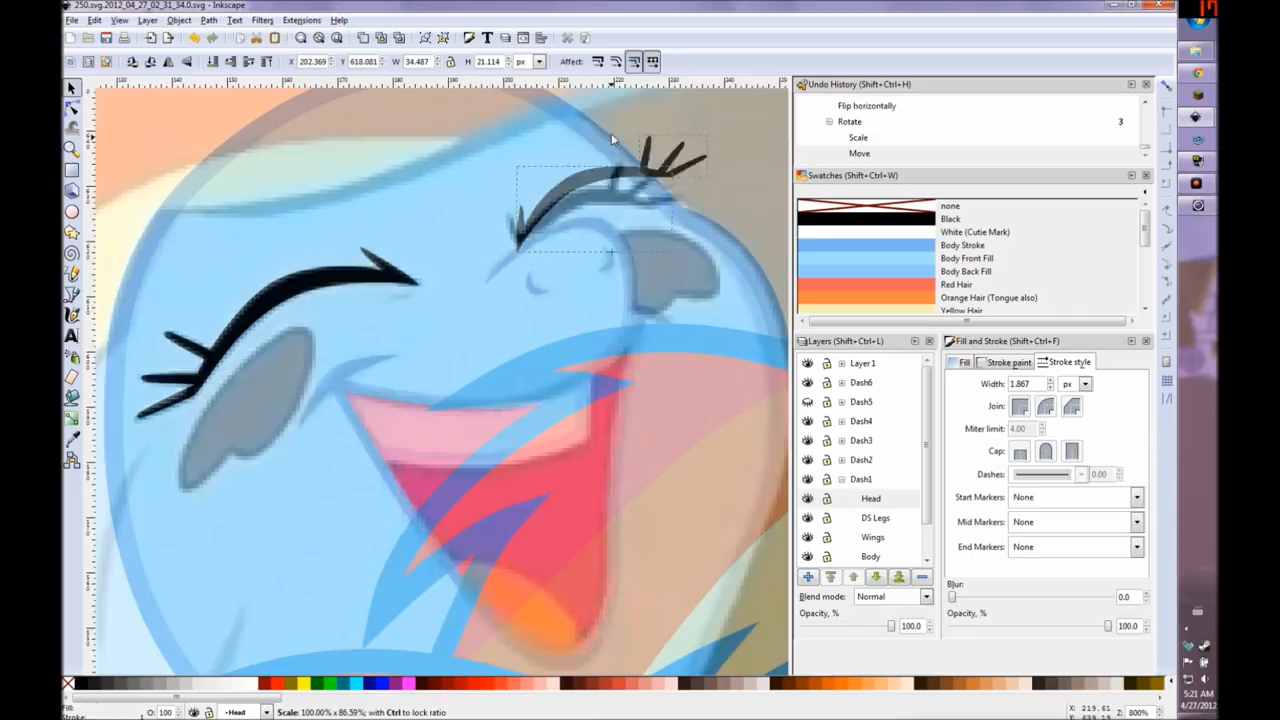 250.svg.2012_04_27_02_31_34.0.svg - Inkscape
File Edit View Layer Object Path Text Filters Extensions Help
X 202.369 Y 618.081 W 34.487 H 21.114 px Affect:
Undo History (Shift+Ctrl+H)
Flip horizontally
Rotate 3
Scale
Move
Swatches (Shift+Ctrl+W)
none
Black
White (Cutie Mark)
Body Stroke
Body Front Fill
Body Back Fill
Red Hair
Orange Hair (Tongue also)
Yellow Hair
Layers (Shift+Ctrl+L)
Layer 1
Dash6
Dash5
Dash4
Dash3
Dash2
Dash1
Head
DS Legs
Wings
Body
Blend mode: Normal
Opacity, %
100.0
Fill and Stroke (Shift+Ctrl+F)
Fill Stroke paint Stroke style
Width: 1.867 px
Join:
Miter limit: 4.00
Cap:
Dashes: 0.00
Start Markers: None
Mid Markers: None
End Markers: None
Blur:
0.0
Opacity, %
100.0
Fill:
Stroke:
O: 100
Head
Scale: 100.00% x 86.59%; with Ctrl to lock ratio
X: 219.61
Z: 800%
5:21 AM
4/27/2012
17